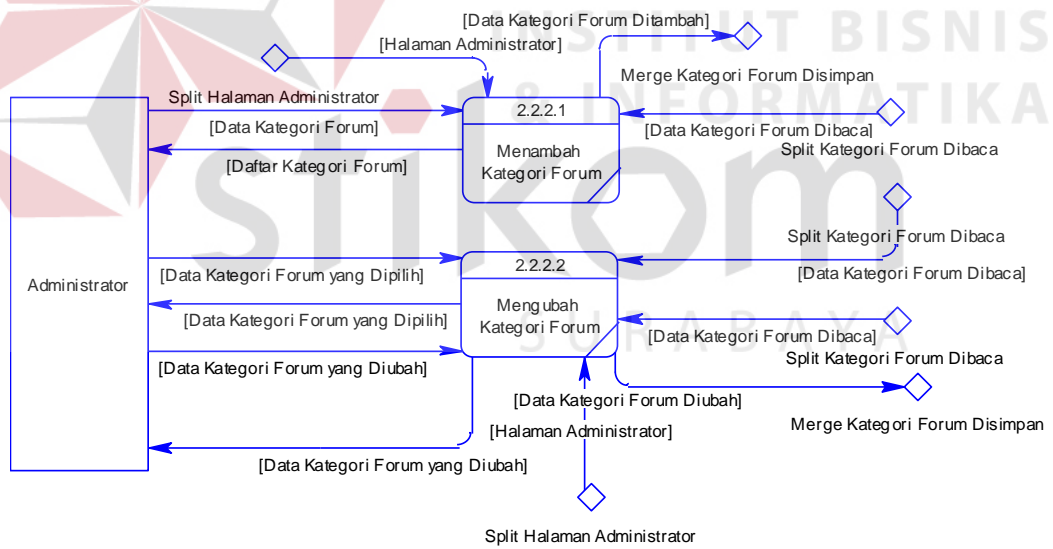 [Data Kategori Forum Ditambah]
INSTITUT BISNIS
[Halaman Administrator]
Merge Kategori Forum Disimpan
& INFORMATIKA
Split Halaman Administrator
2.2.2.1
[Data Kategori Forum]
[Data Kategori Forum Dibaca]
Menambah
Kategori Forum
Split Kategori Forum Dibaca
[Daftar Kategori Forum]
stikom
Split Kategori Forum Dibaca
2.2.2.2
[Data Kategori Forum yang Dipilih]
[Data Kategori Forum Dibaca]
Administrator
Mengubah
Kategori Forum
[Data Kategori Forum yang Dipilih]
SURABAYA
[Data Kategori Forum Dibaca]
Split Kategori Forum Dibaca
[Data Kategori Forum yang Diubah]
[Data Kategori Forum Diubah]
Merge Kategori Forum Disimpan
[Halaman Administrator]
[Data Kategori Forum yang Diubah]
Split Halaman Administrator